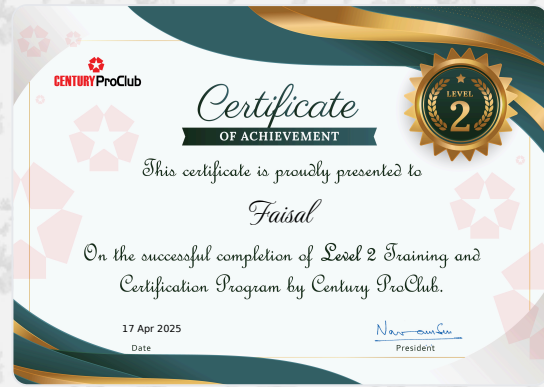 CENTURY ProClub
Certificate
OF ACHIEVEMENT
LEVEL
2
This certificate is proudly presented to
Faisal
On the successful completion of Level 2 Training and
Certification Program by Century ProClub.
17 Apr 2025
Date
President